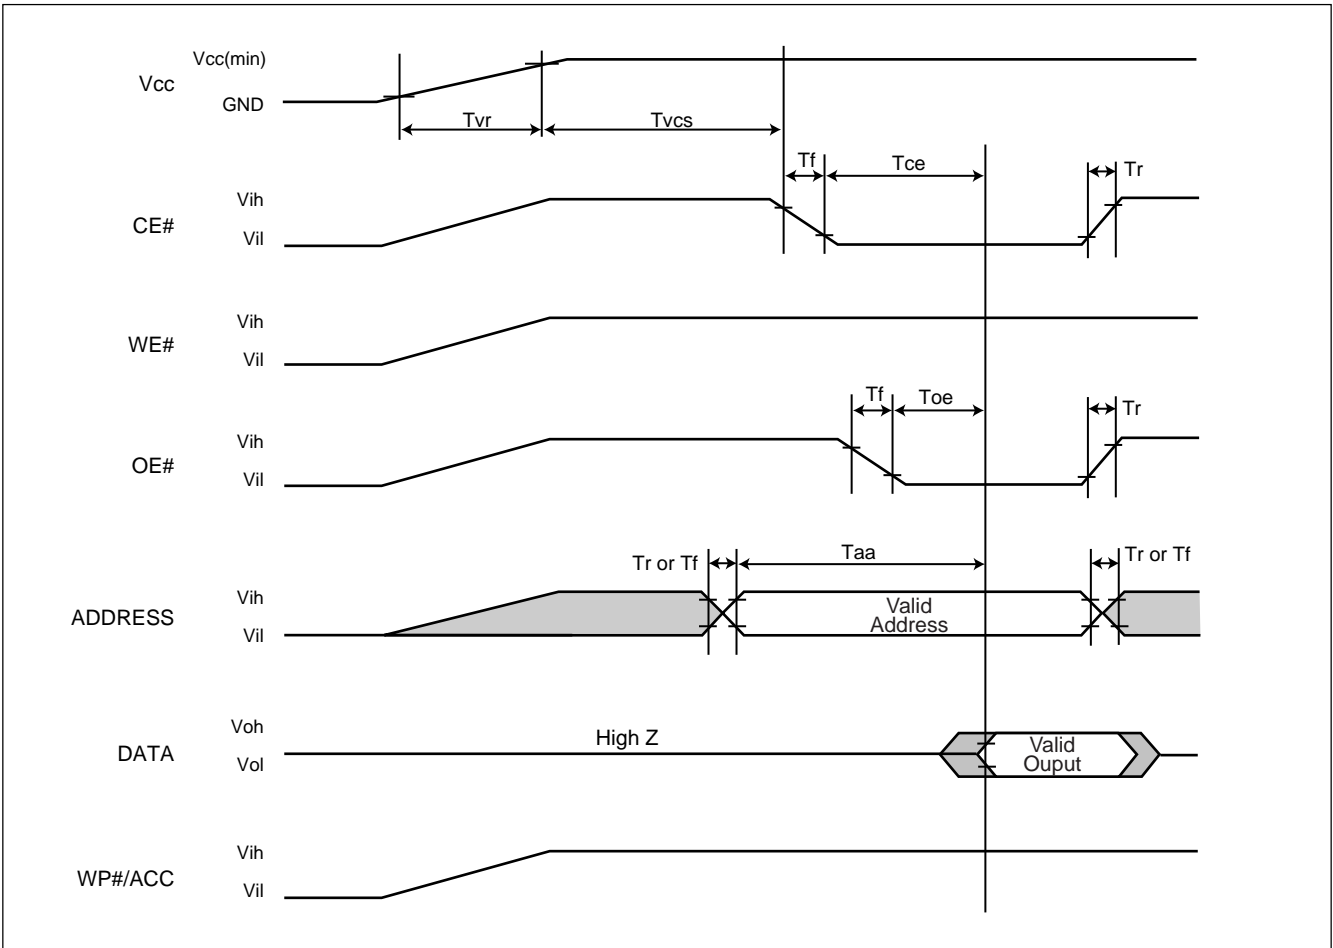 Vcc(min)
Vcc
GND
Tvr
Tvcs
Tf
Tce
Tr
Vih
CE#
Vil
Vih
WE#
Vil
Tf
Toe
Tr
Vih
OE#
Vil
Tr or Tf
Taa
Tr or Tf
Vih
ADDRESS
Vil
Valid
Address
Voh
DATA
Vol
High Z
Valid
Ouput
Vih
WP#/ACC
Vil